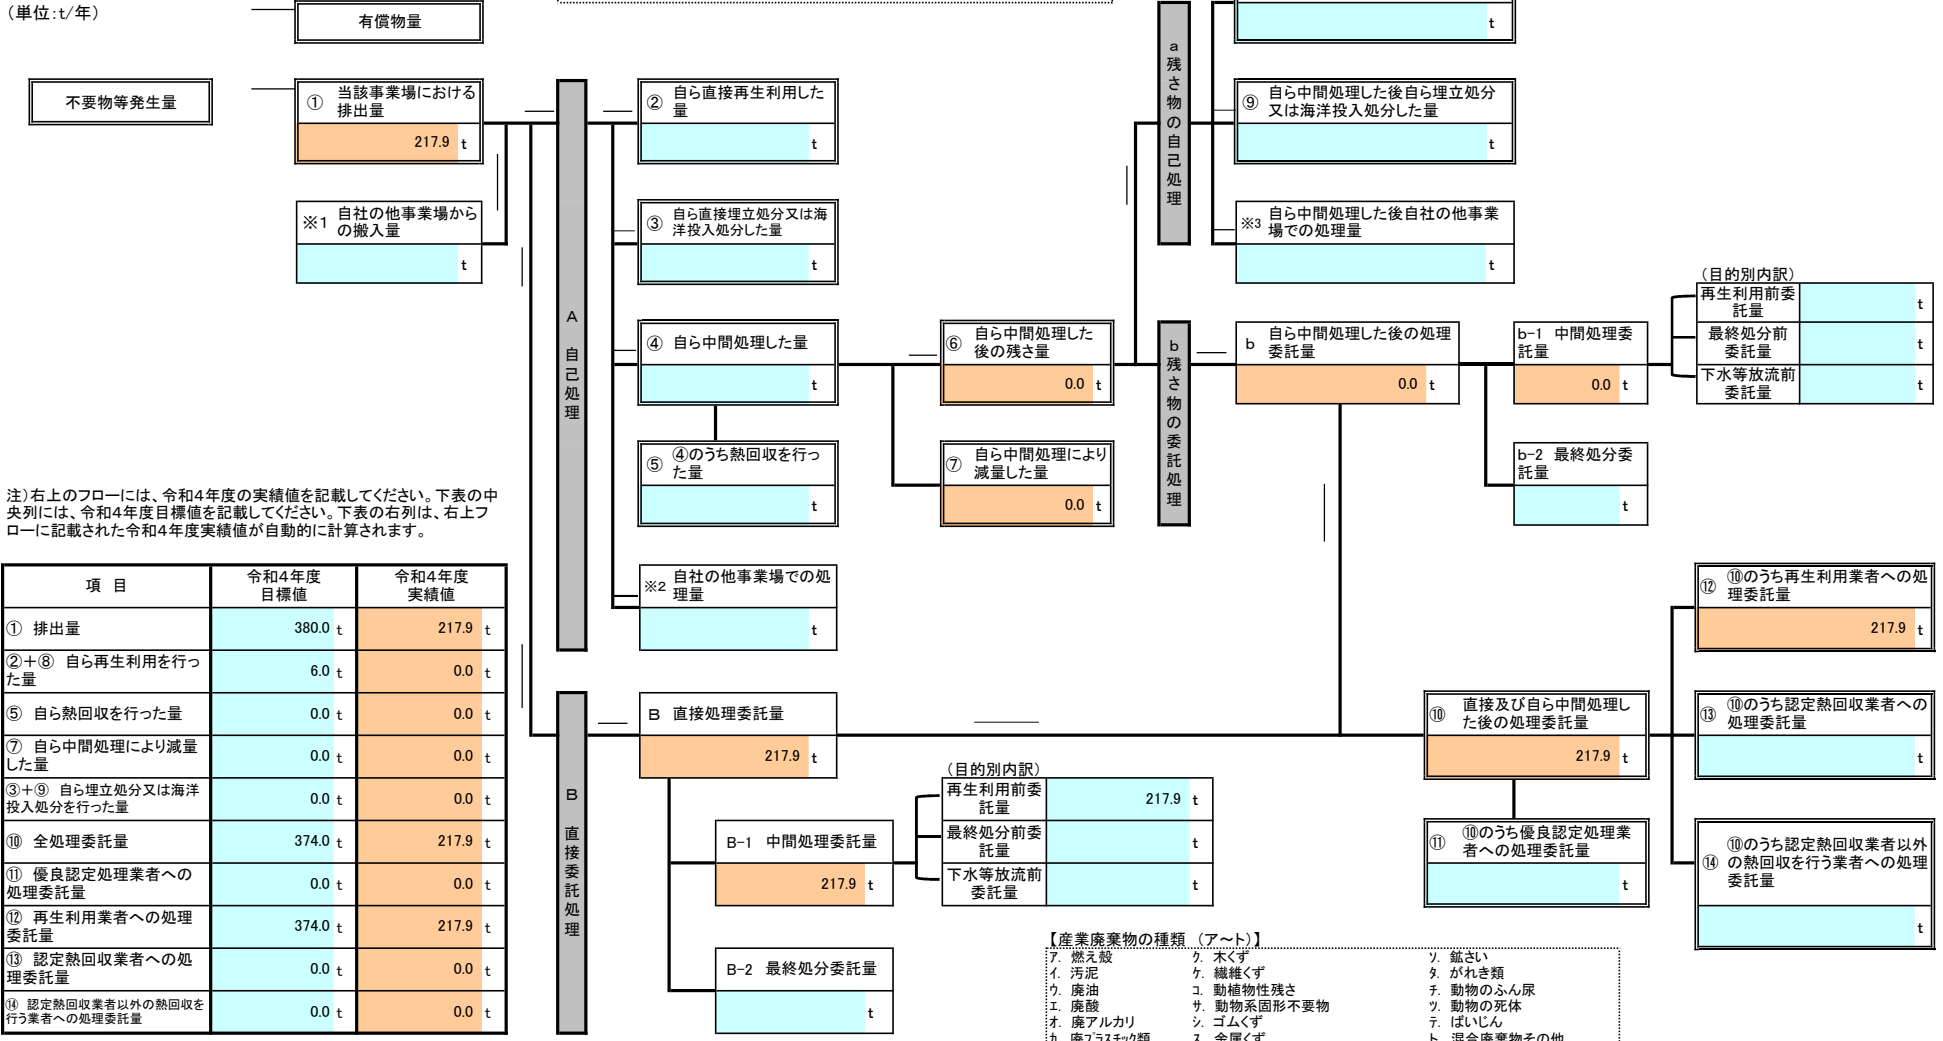 （単位:t/年）
有償物量
t
不要物等発生量
① 当該事業場における
排出量
217.9 t
※1 自社の他事業場から
の搬入量
t
A 自己処理
② 自ら直接再生利用した
量
t
③ 自ら直接埋立処分又は海
洋投入処分した量
t
④ 自ら中間処理した量
t
⑤ ④のうち熱回収を行っ
た量
t
※2 自社の他事業場での処
理量
t
⑥ 自ら中間処理した
後の残さ量
0.0 t
⑦ 自ら中間処理により
減量した量
0.0 t
a 残さ物の自己処理
⑨ 自ら中間処理した後自ら埋立処分
又は海洋投入処分した量
t
※3 自ら中間処理した後自社の他事業
場での処理量
t
b 残さ物の委託処理
b 自ら中間処理した後の処理
委託量
0.0 t
b-1 中間処理委
託量
0.0 t
b-2 最終処分委
託量
t
（目的別内訳）
再生利用前委
託量
t
最終処分前
委託量
t
下水等放流前
委託量
t
注）右上のフローには、令和4年度の実績値を記載してください。下表の中
央列には、令和4年度目標値を記載してください。下表の右列は、右上フ
ローに記載された令和4年度実績値が自動的に計算されます。
項 目
令和4年度
目標値
令和4年度
実績値
① 排出量
380.0 t
217.9 t
②＋⑧ 自ら再生利用を行っ
た量
6.0 t
0.0 t
⑤ 自ら熱回収を行った量
0.0 t
0.0 t
⑦ 自ら中間処理により減量
した量
0.0 t
0.0 t
③＋⑨ 自ら埋立処分又は海洋
投入処分を行った量
0.0 t
0.0 t
⑩ 全処理委託量
374.0 t
217.9 t
⑪ 優良認定処理業者への
処理委託量
0.0 t
0.0 t
⑫ 再生利用業者への処理
委託量
374.0 t
217.9 t
⑬ 認定熱回収業者への処
理委託量
0.0 t
0.0 t
⑭ 認定熱回収業者以外の熱回収を
行う業者への処理委託量
0.0 t
0.0 t
B 直接委託処理
B 直接処理委託量
217.9 t
B-1 中間処理委託量
217.9 t
B-2 最終処分委託量
t
（目的別内訳）
再生利用前委
託量
217.9 t
最終処分前委
託量
t
下水等放流前
委託量
t
⑩ 直接及び自ら中間処理し
た後の処理委託量
217.9 t
⑪ ⑩のうち優良認定処理業
者への処理委託量
t
⑫ ⑩のうち再生利用業者への処
理委託量
217.9 t
⑬ ⑩のうち認定熱回収業者への
処理委託量
t
⑭ ⑩のうち認定熱回収業者以外
の熱回収を行う業者への処理
委託量
t
【産業廃棄物の種類 （ア～ト）】
ア. 燃え殻 ク. 木くず ソ. 鉱さい
イ. 汚泥 ケ. 繊維くず タ. がれき類
ウ. 廃油 コ. 動植物性残さ チ. 動物のふん尿
エ. 廃酸 サ. 動物系固形不要物 ツ. 動物の死体
オ. 廃アルカリ シ. ゴムくず テ. ばいじん
カ. 廃プラスチック類 ス. 金属くず ト. 混合廃棄物その他